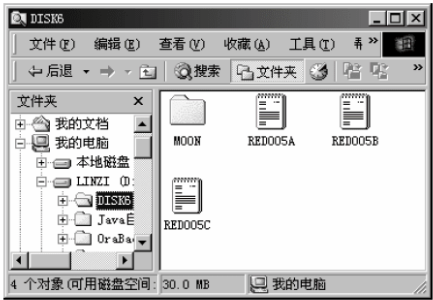 DISK6
文件(F) 编辑(E) 查看(V) 收藏(A) 工具(T)
后退 搜索 文件夹
文件夹
我的文档
我的电脑
本地磁盘
LINZI (D:
DISK6
Java
OraBa
MOON RED005A RED005B
RED005C
4 个对象(可用磁盘空间: 30.0 MB 我的电脑